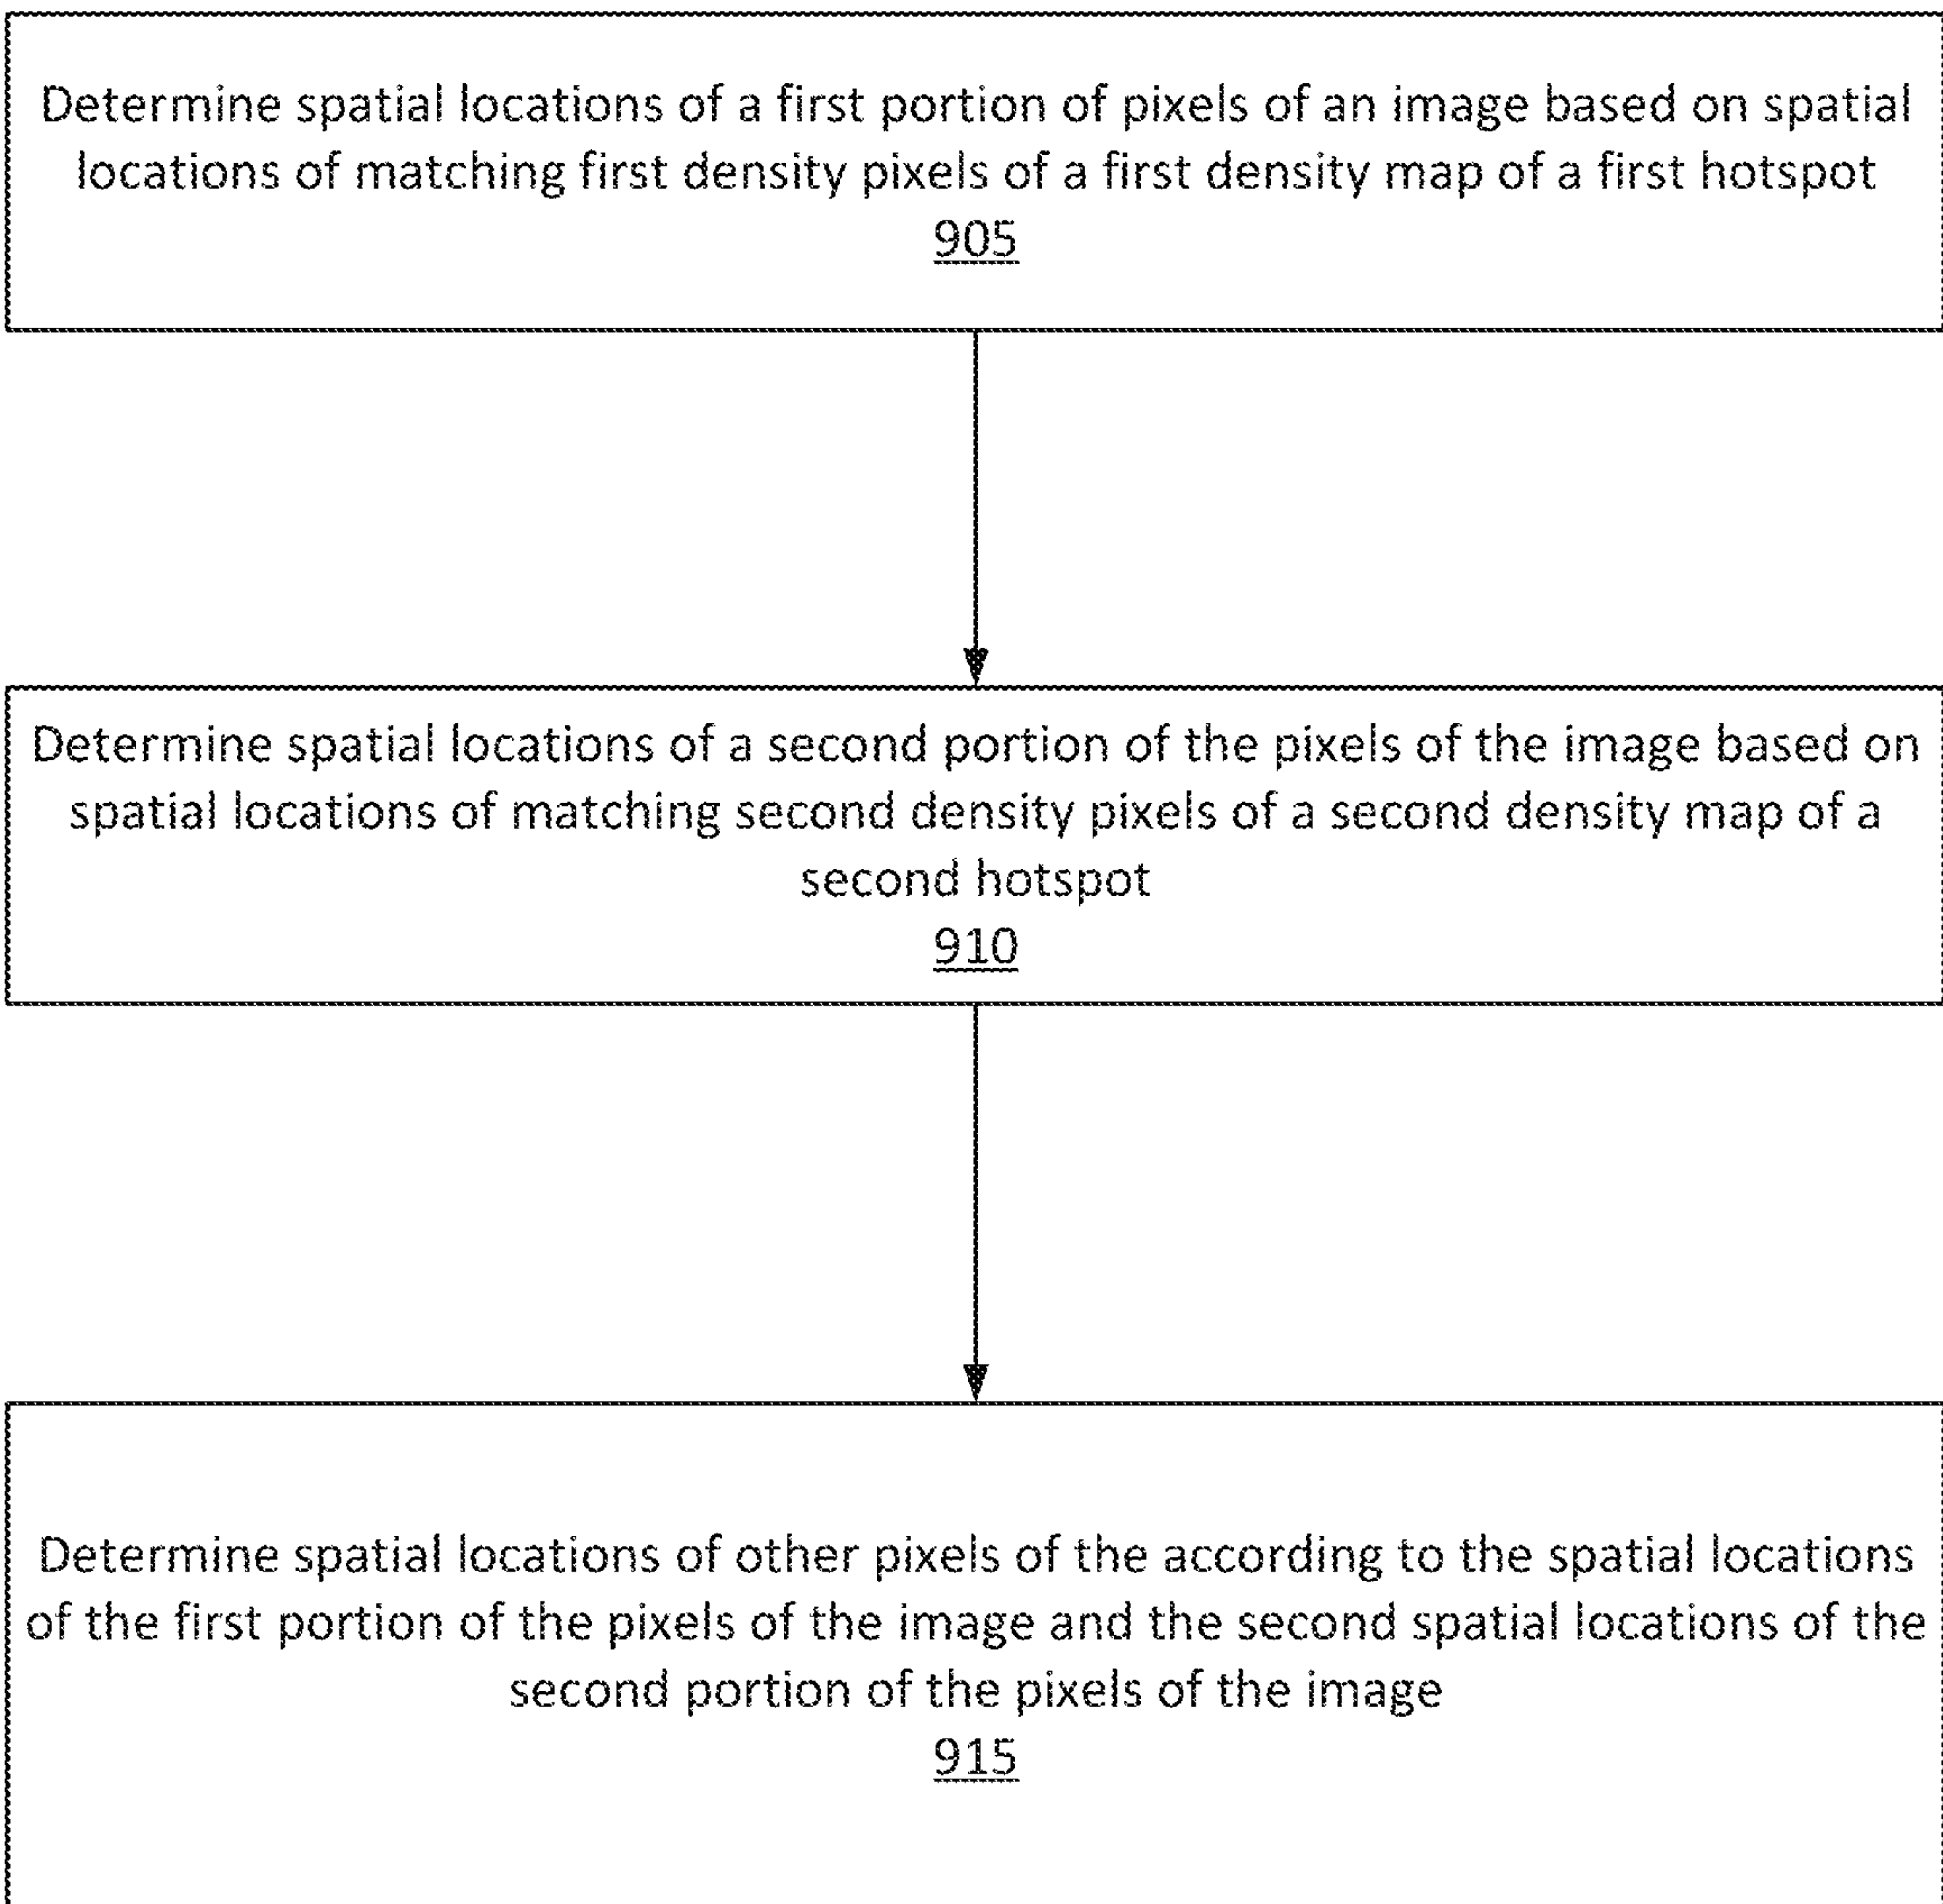 Determine spatial locations of a first portion of pixels of an image based on spatial
locations of matching first density pixels of a first density map of a first hotspot
905
Determine spatial locations of a second portion of the pixels of the image based on
spatial locations of matching second density pixels of a second density map of a
second hotspot
910
Determine spatial locations of other pixels of the according to the spatial locations
of the first portion of the pixels of the image and the second spatial locations of the
second portion of the pixels of the image
915